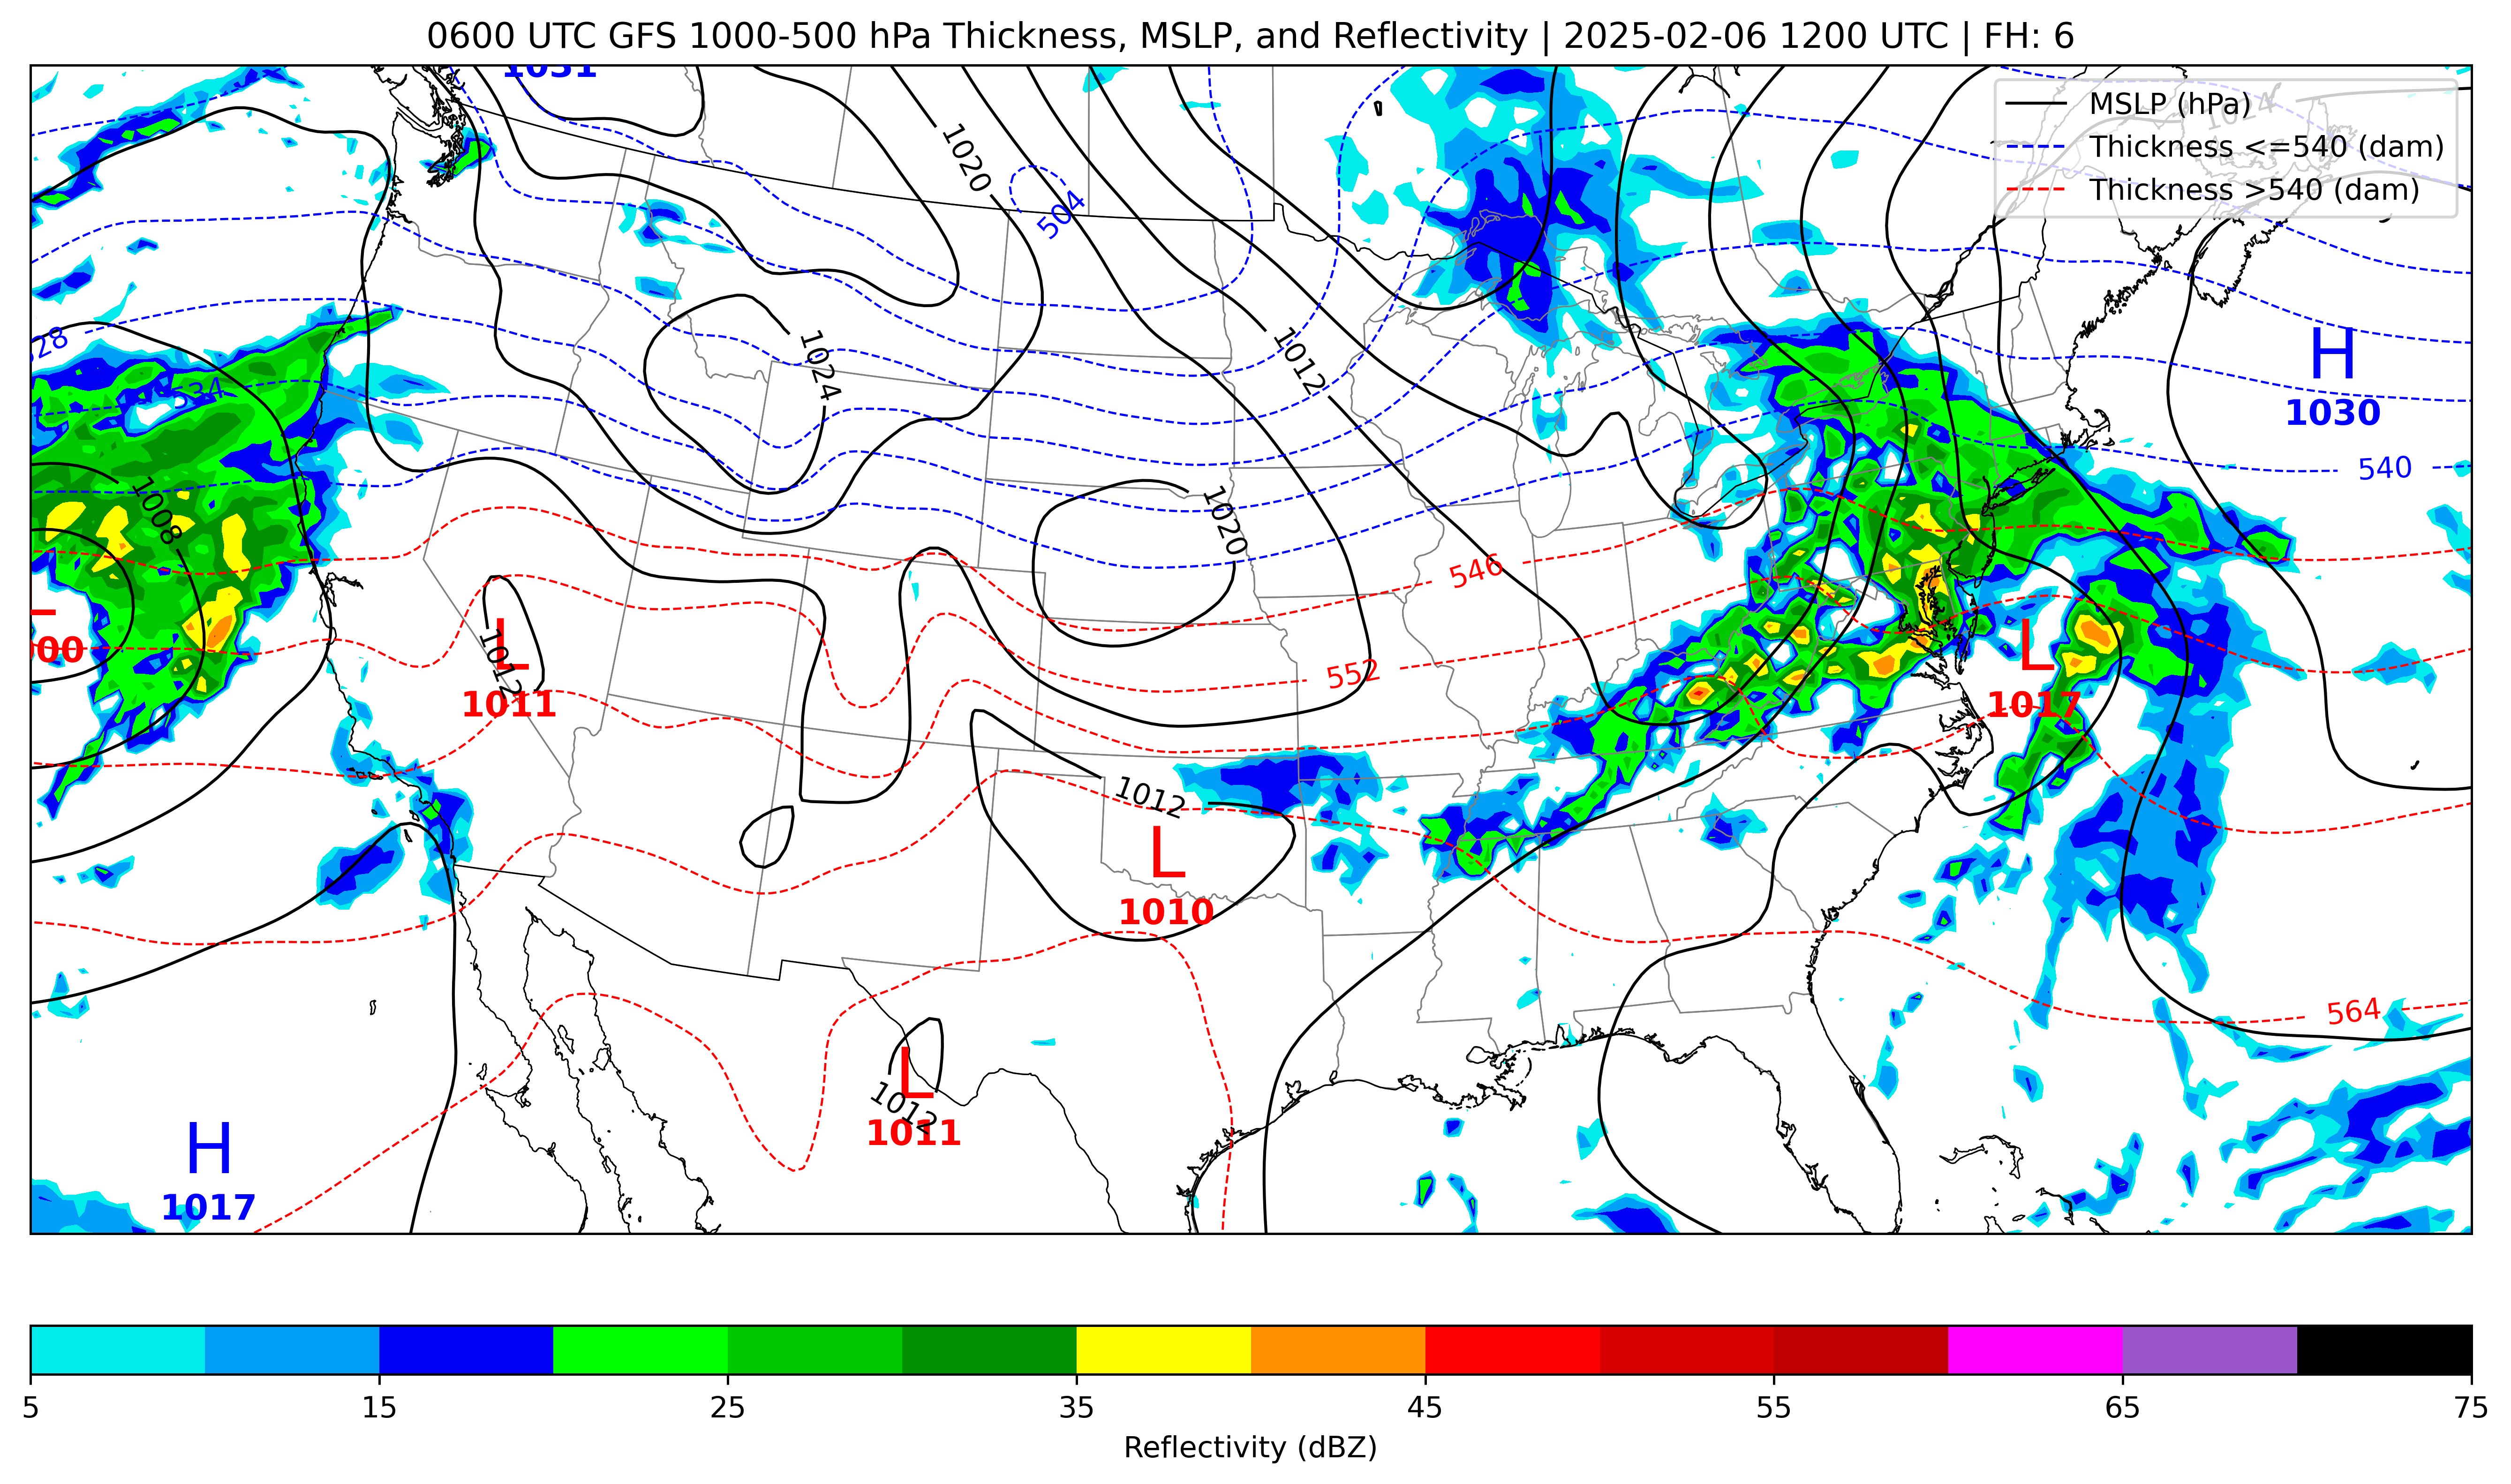 0600 UTC GFS 1000-500 hPa Thickness, MSLP, and Reflectivity | 2025-02-06 1200 UTC | FH: 6
1031
MSLP (hPa)
Thickness <=540 (dam)
Thickness >540 (dam)
1024
1020
504
528
534
1024
1012
H
1030
1020
540
1008
546
L
00
L
1012
1011
552
L
1017
1012
L
1010
564
L
1012
1011
H
1017
5
15
25
35
45
55
65
75
Reflectivity (dBZ)